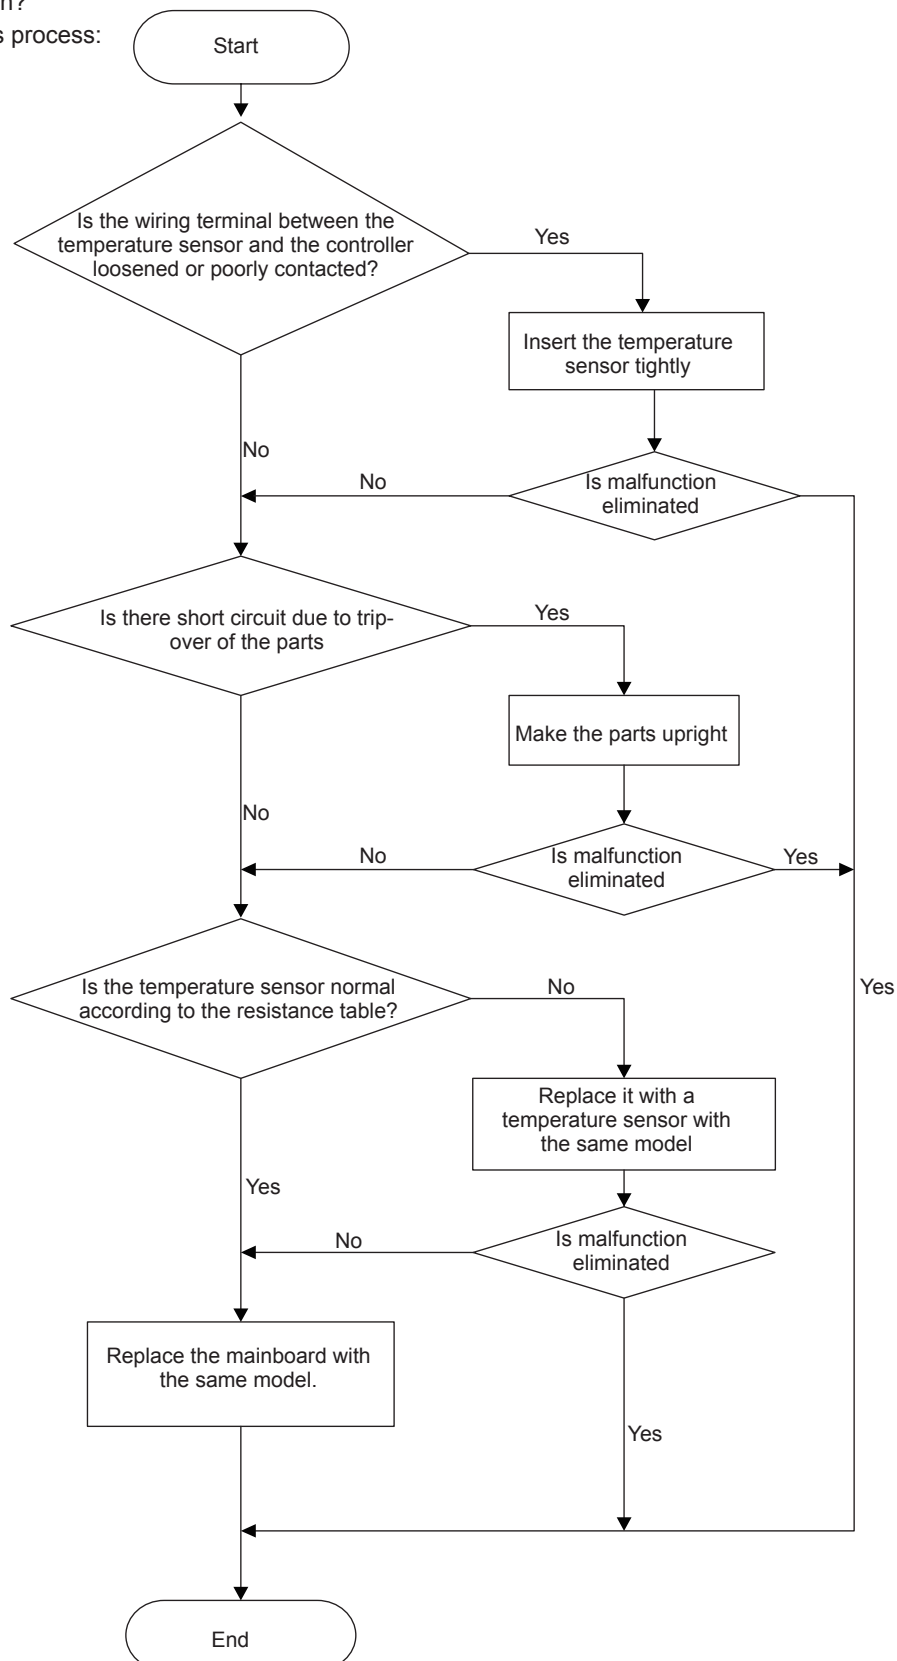 s process:
Start
Is the wiring terminal between the
temperature sensor and the controller
loosened or poorly contacted?
Yes
Insert the temperature
sensor tightly
No
No
Is malfunction
eliminated
Is there short circuit due to trip-
over of the parts
Yes
Make the parts upright
No
No
Is malfunction
eliminated
Yes
Is the temperature sensor normal
according to the resistance table?
No
Yes
Replace it with a
temperature sensor with
the same model
Yes
No
Is malfunction
eliminated
Replace the mainboard with
the same model.
Yes
End